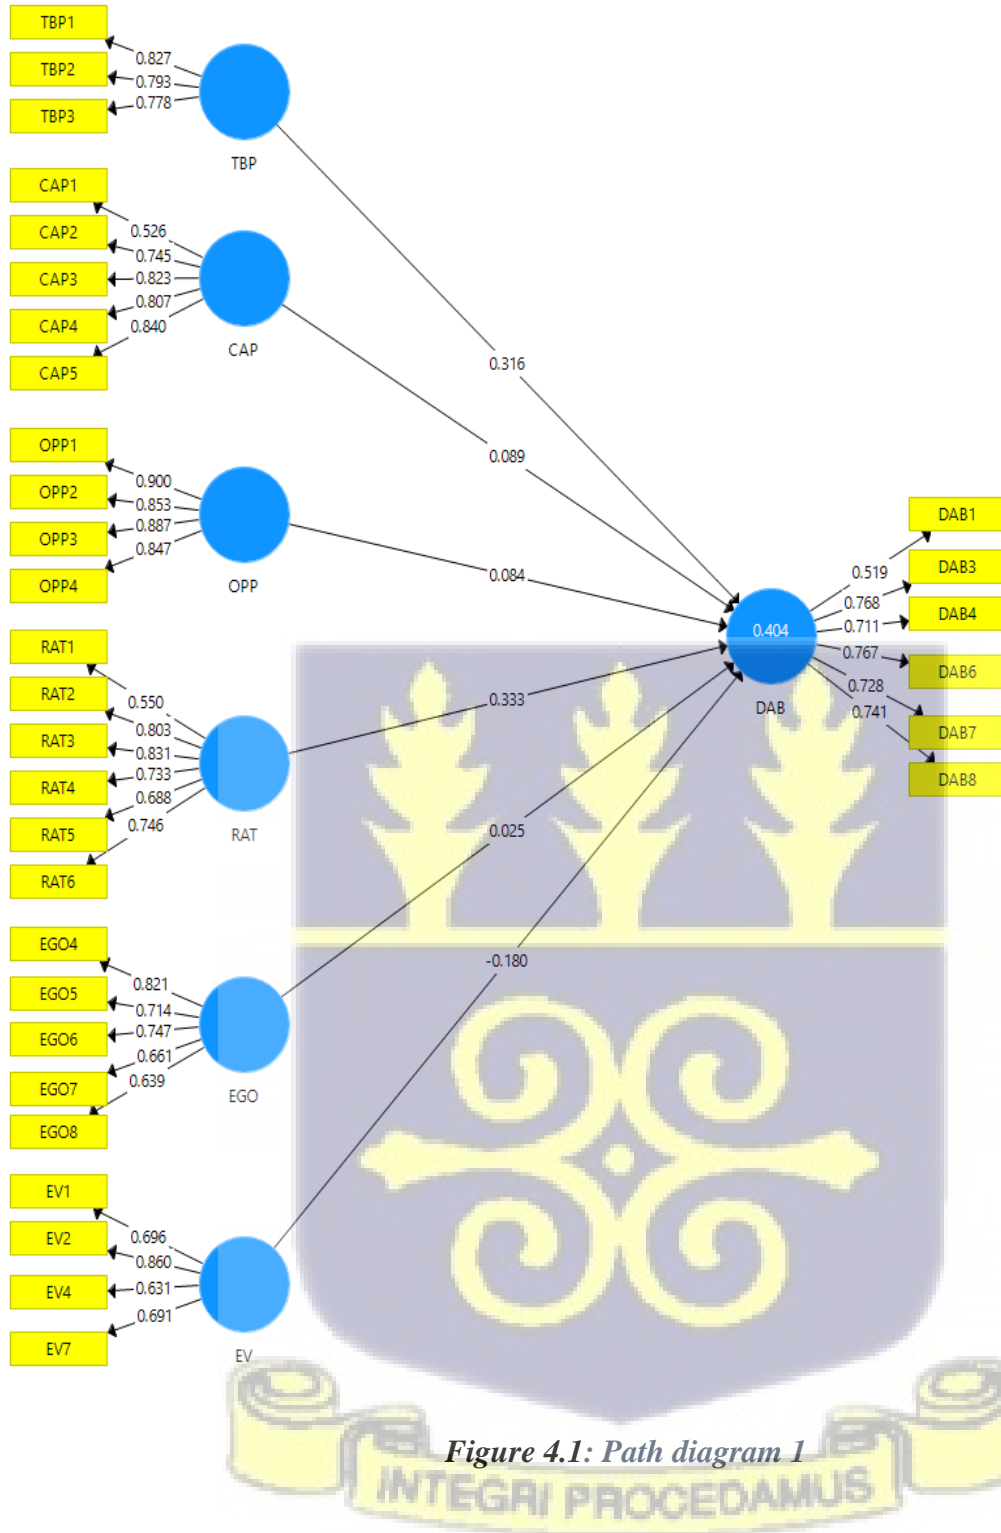 TBP1
TBP2
TBP3
0.827
0.793
0.778
TBP
CAP1
CAP2
CAP3
CAP4
CAP5
0.526
0.745
0.823
0.807
0.840
CAP
OPP1
OPP2
OPP3
OPP4
0.900
0.853
0.887
0.847
OPP
RAT1
RAT2
RAT3
RAT4
RAT5
RAT6
0.550
0.803
0.831
0.733
0.688
0.746
RAT
EGO4
EGO5
EGO6
EGO7
EGO8
0.821
0.714
0.747
0.661
0.639
EGO
EV1
EV2
EV4
EV7
0.696
0.860
0.631
0.691
EV
0.316
0.089
0.084
0.333
0.025
-0.180
0.404
DAB
0.519
0.768
0.711
0.767
0.728
0.741
DAB1
DAB3
DAB4
DAB6
DAB7
DAB8
Figure 4.1: Path diagram 1
INTEGRI PROCEDAMUS